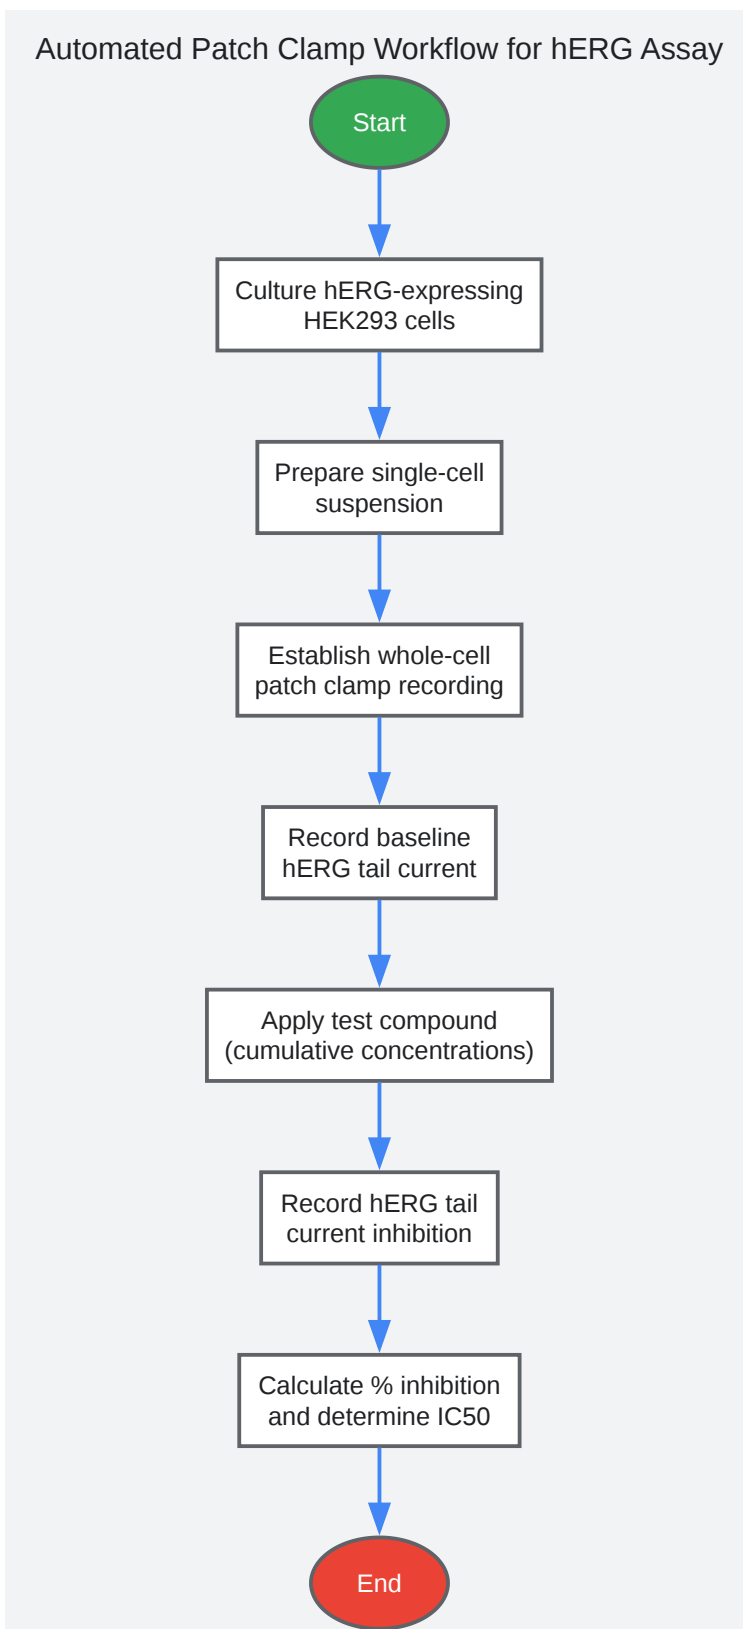 Automated Patch Clamp Workflow for hERG Assay
Start
Culture hERG-expressing
HEK293 cells
Prepare single-cell
suspension
Establish whole-cell
patch clamp recording
Record baseline
hERG tail current
Apply test compound
(cumulative concentrations)
Record hERG tail
current inhibition
Calculate % inhibition
and determine IC50
End